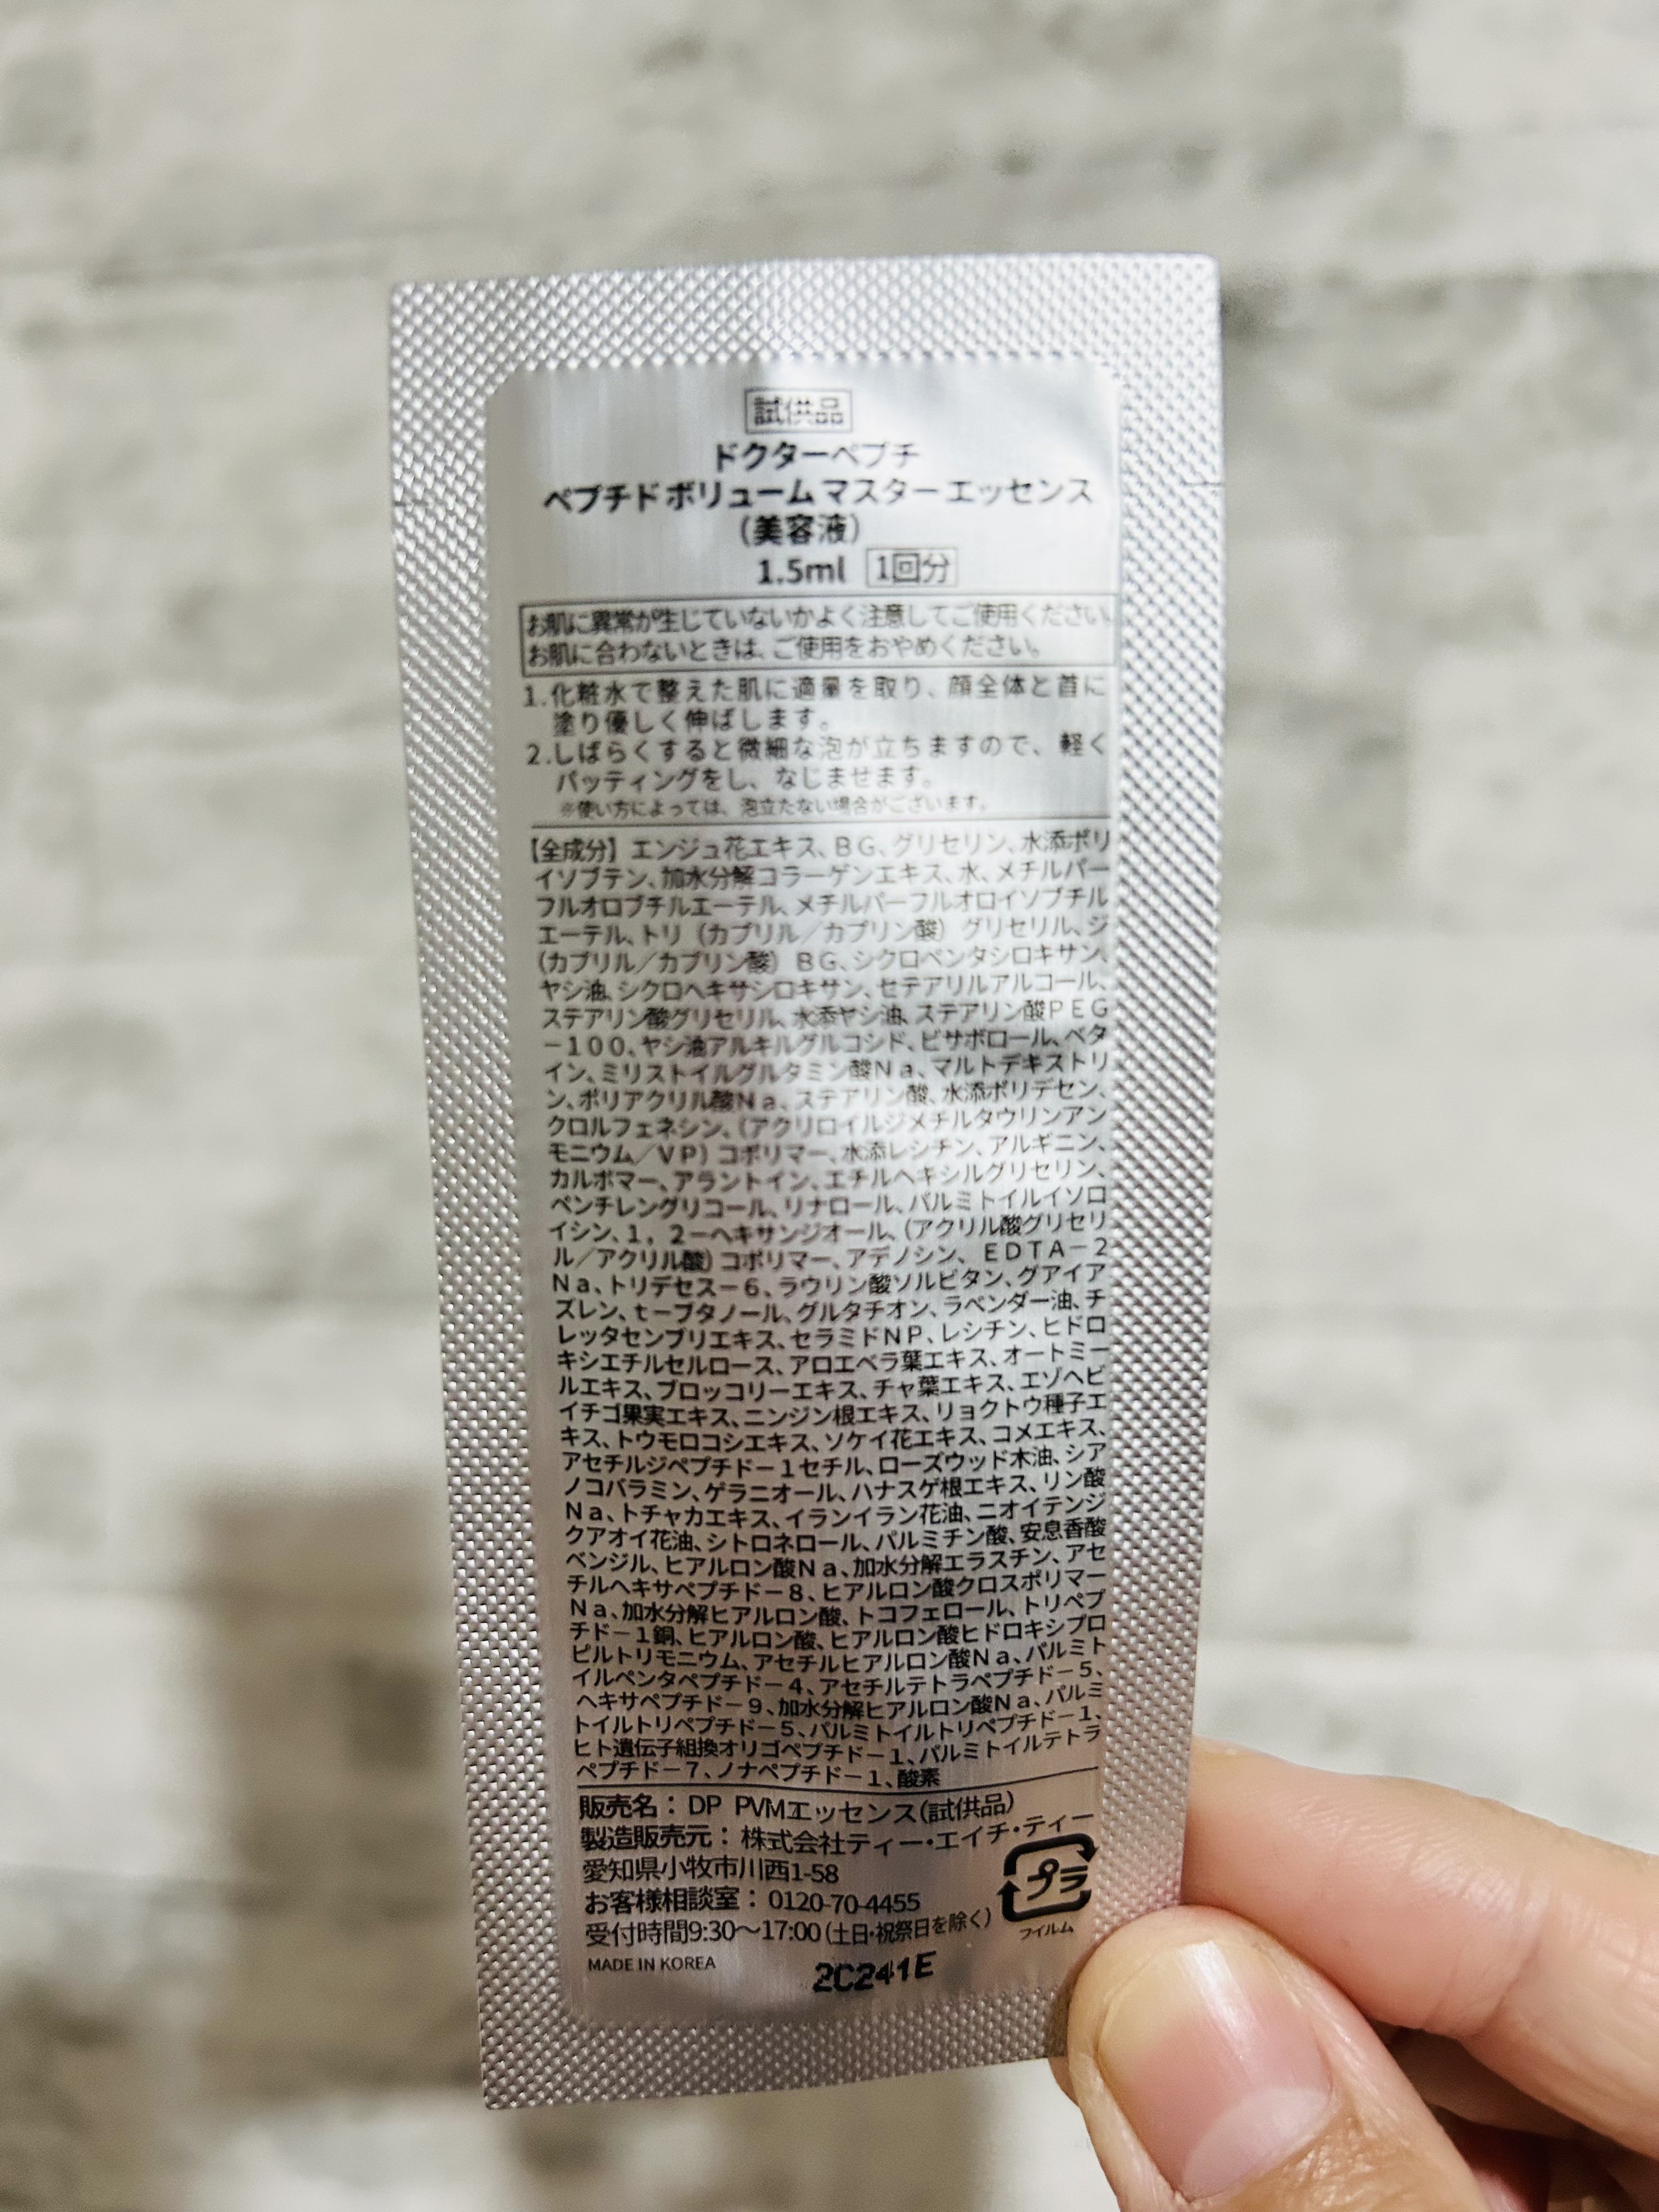 試供品
ドクターペプチ
ペプチドボリュームマスターエッセンス
（美容液）
1.5ml 1回分
お肌に異常が生じていないかよく注意してご使用ください。
お肌に合わないときは、ご使用をおやめください。
1.化粧水で整えた肌に適量を取り、顔全体と首に
塗り優しく伸ばします。
2.しばらくすると微細な泡が立ちますので、軽く
パッティングをし、なじませます。
※使い方によっては、泡立たない場合がございます。
【全成分】エンジュ花エキス、ＢＧ、グリセリン、水添ポリ
イソブテン、加水分解コラーゲンエキス、水、メチルパー
フルオロブチルエーテル、メチルパーフルオロイソブチル
エーテル、トリ（カプリル／カプリン酸）グリセリル、ジ
（カプリル／カプリン酸）ＢＧ、シクロペンタシロキサン、
ヤシ油、シクロヘキサシロキサン、セテアリルアルコール、
ステアリン酸グリセリル、水添ヤシ油、ステアリン酸ＰＥＧ
－１００、ヤシ油アルキルグルコシド、ビサボロール、ベタ
イン、ミリストイルグルタミン酸Ｎａ、マルトデキストリ
ン、ポリアクリル酸Ｎａ、ステアリン酸、水添ポリデセン、
クロルフェネシン、（アクリロイルジメチルタウリンアン
モニウム／ＶＰ）コポリマー、水添レシチン、アルギニン、
カルボマー、アラントイン、エチルヘキシルグリセリン、
ペンチレングリコール、リナロール、パルミトイルイソロ
イシン、１，２－ヘキサンジオール、（アクリル酸グリセリ
ル／アクリル酸）コポリマー、アデノシン、ＥＤＴＡ－２
Ｎａ、トリデセス－６、ラウリン酸ソルビタン、グアイア
ズレン、ｔ－ブタノール、グルタチオン、ラベンダー油、チ
レッタセンブリエキス、セラミドＮＰ、レシチン、ヒドロ
キシエチルセルロース、アロエベラ葉エキス、オートミー
ルエキス、ブロッコリーエキス、チャ葉エキス、エゾヘビ
イチゴ果実エキス、ニンジン根エキス、リョクトウ種子エ
キス、トウモロコシエキス、ソケイ花エキス、コメエキス、
アセチルジペプチド－１セチル、ローズウッド木油、シア
ノコバラミン、ゲラニオール、ハナスゲ根エキス、リン酸
Ｎａ、トチャカエキス、イランイラン花油、ニオイテンジ
クアオイ花油、シトロネロール、パルミチン酸、安息香酸
ベンジル、ヒアルロン酸Ｎａ、加水分解エラスチン、アセ
チルヘキサペプチド－８、ヒアルロン酸クロスポリマー
Ｎａ、加水分解ヒアルロン酸、トコフェロール、トリペプ
チド－１銅、ヒアルロン酸、ヒアルロン酸ヒドロキシプロ
ピルトリモニウム、アセチルヒアルロン酸Ｎａ、パルミト
イルペンタペプチド－４、アセチルテトラペプチド－５、
ヘキサペプチド－９、加水分解ヒアルロン酸Ｎａ、パルミ
トイルトリペプチド－５、パルミトイルトリペプチド－１、
ヒト遺伝子組換オリゴペプチド－１、パルミトイルテトラ
ペプチド－７、ノナペプチド－１、酸素
販売名：DP PVMエッセンス（試供品）
製造販売元：株式会社ティー・エイチ・ティー
愛知県小牧市川西1-58
お客様相談室：0120-70-4455
受付時間9:30～17:00（土日・祝祭日を除く）
プラ
フイルム
MADE IN KOREA
2C241E